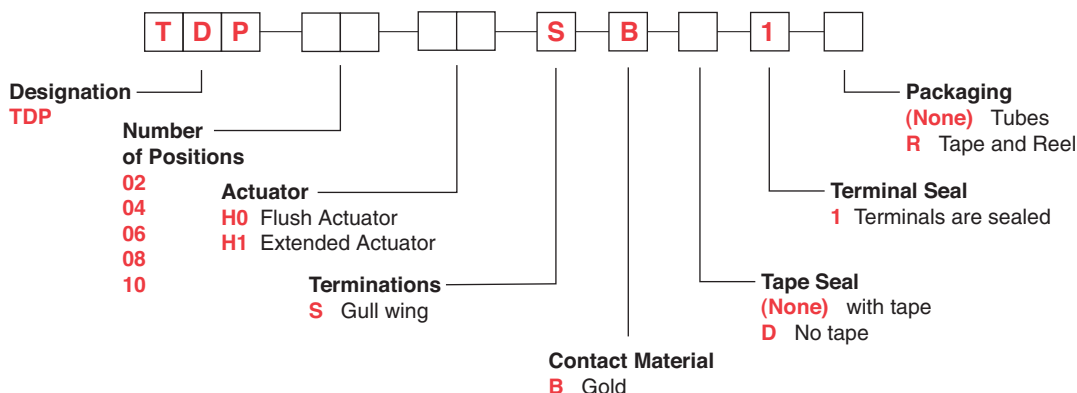 T D P S B 1
Designation
TDP
Number
of Positions
02
04
06
08
10
Actuator
H0 Flush Actuator
H1 Extended Actuator
Terminations
S Gull wing
Contact Material
B Gold
Tape Seal
(None) with tape
D No tape
Terminal Seal
1 Terminals are sealed
Packaging
(None) Tubes
R Tape and Reel